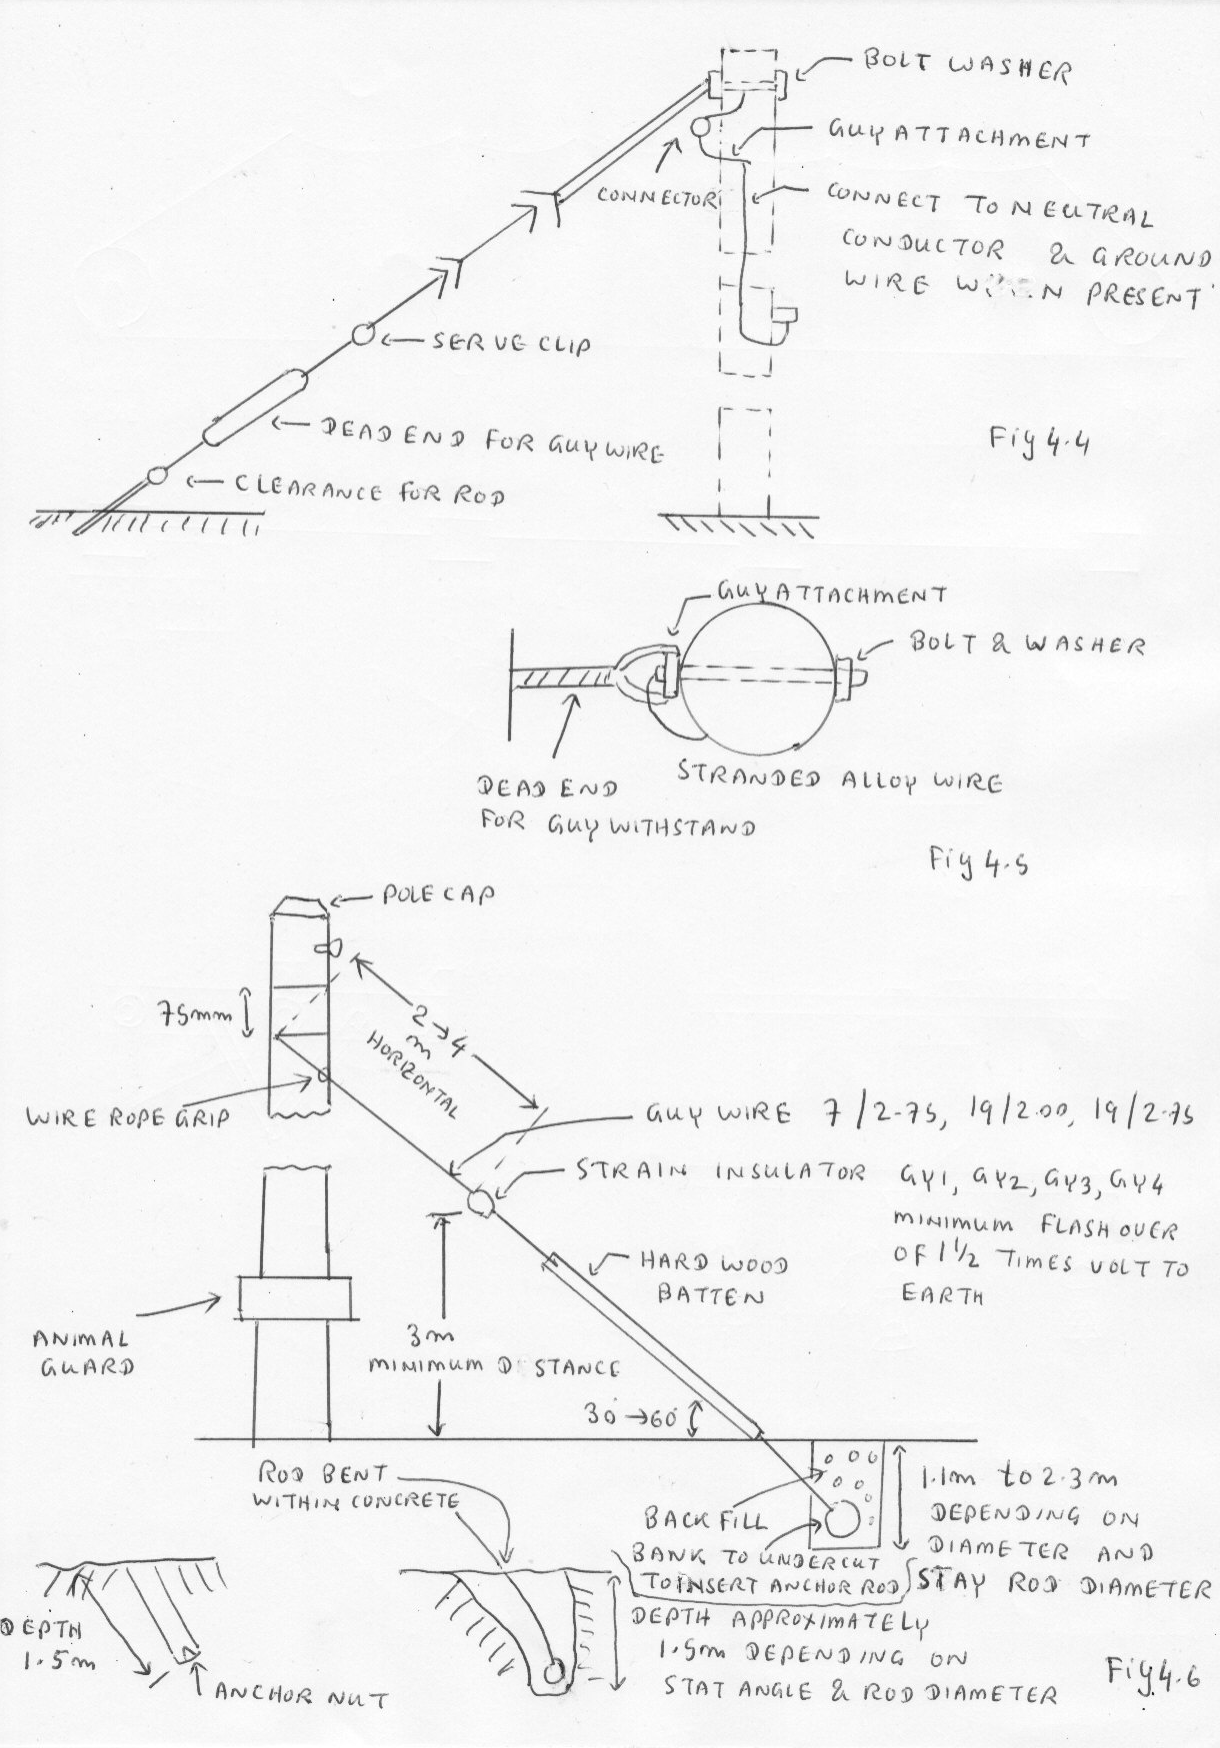 BOLT WASHER
GUY ATTACHMENT
CONNECTOR
CONNECT TO NEUTRAL
CONDUCTOR & GROUND
WIRE PRESENT
SERVE CLIP
DEAD END FOR GUY WIRE
CLEARANCE FOR ROD
Fig 4.4
GUY ATTACHMENT
BOLT & WASHER
DEAD END
FOR GUY WITHSTAND
STRANDED ALLOY WIRE
Fig 4.5
POLE CAP
75mm
2→4
m
HORIZONTAL
WIRE ROPE GRIP
GUY WIRE 7/2-75, 19/2.00, 19/2-75
STRAIN INSULATOR GY1, GY2, GY3, GY4
MINIMUM FLASH OVER
OF 1 1/2 TIMES VOLT TO
EARTH
HARD WOOD
BATTEN
ANIMAL
GUARD
3m
MINIMUM DISTANCE
30°→60°
ROD BENT
WITHIN CONCRETE
BACK FILL
BANK TO UNDERCUT
TO INSERT ANCHOR ROD
1.1m to 2.3m
DEPENDING ON
DIAMETER AND
STAY ROD DIAMETER
DEPTH
1.5m
ANCHOR NUT
DEPTH APPROXIMATELY
1.5m DEPENDING ON
STAT ANGLE & ROD DIAMETER
Fig 4.6